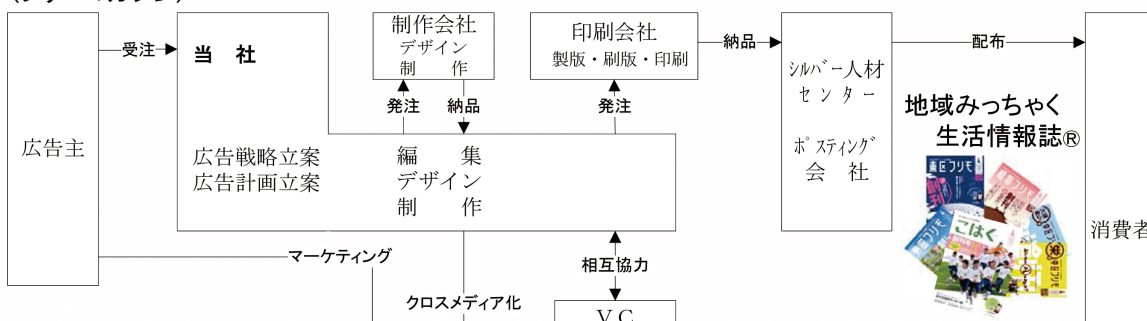 受注
当 社
制作会社
デザイン
制 作
印刷会社
製版・刷版・印刷
納品
配布
シルバー人材
センター
ポスティング
会 社
発注
納品
発注
地域みっちゃく
生活情報誌®
広告主
広告戦略立案
広告計画立案
編 集
デザイン
制 作
消費者
マーケティング
相互協力
クロスメディア化
V.C
こはく